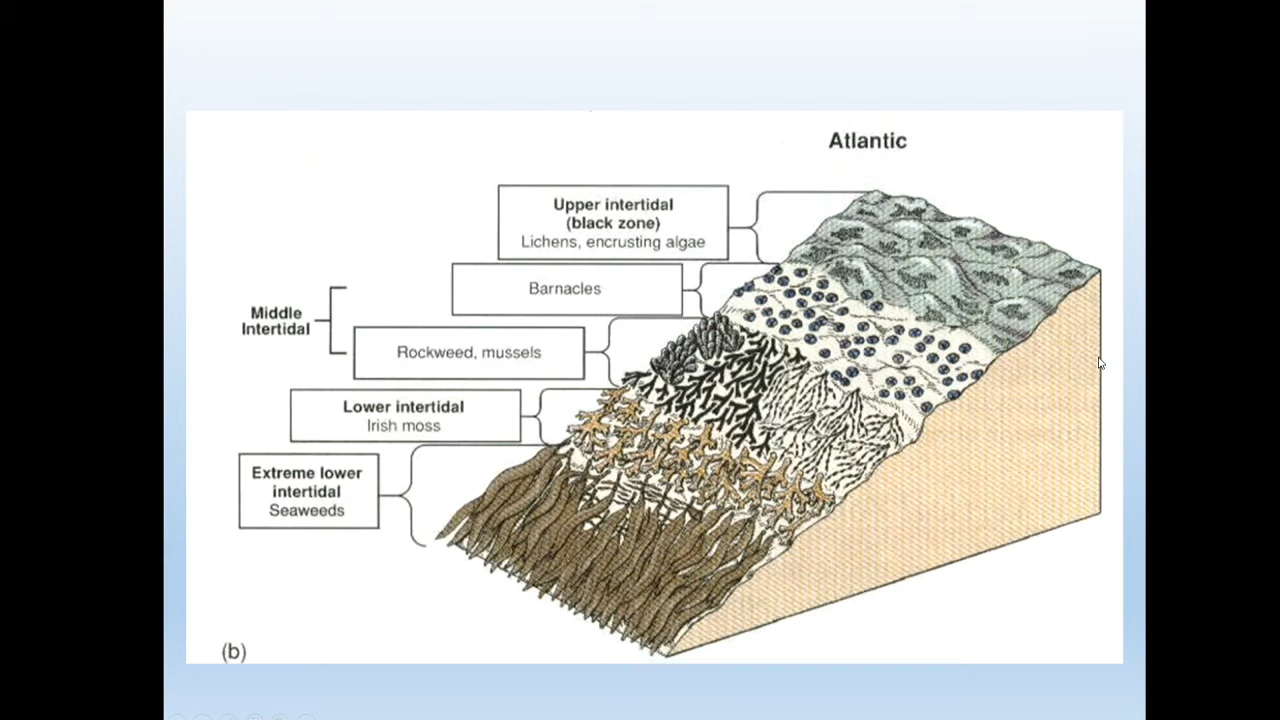 Atlantic
Upper intertidal
(black zone)
Lichens, encrusting algae
Barnacles
Middle
Intertidal
Rockweed, mussels
Lower intertidal
Irish moss
Extreme lower
intertidal
Seaweeds
(b)